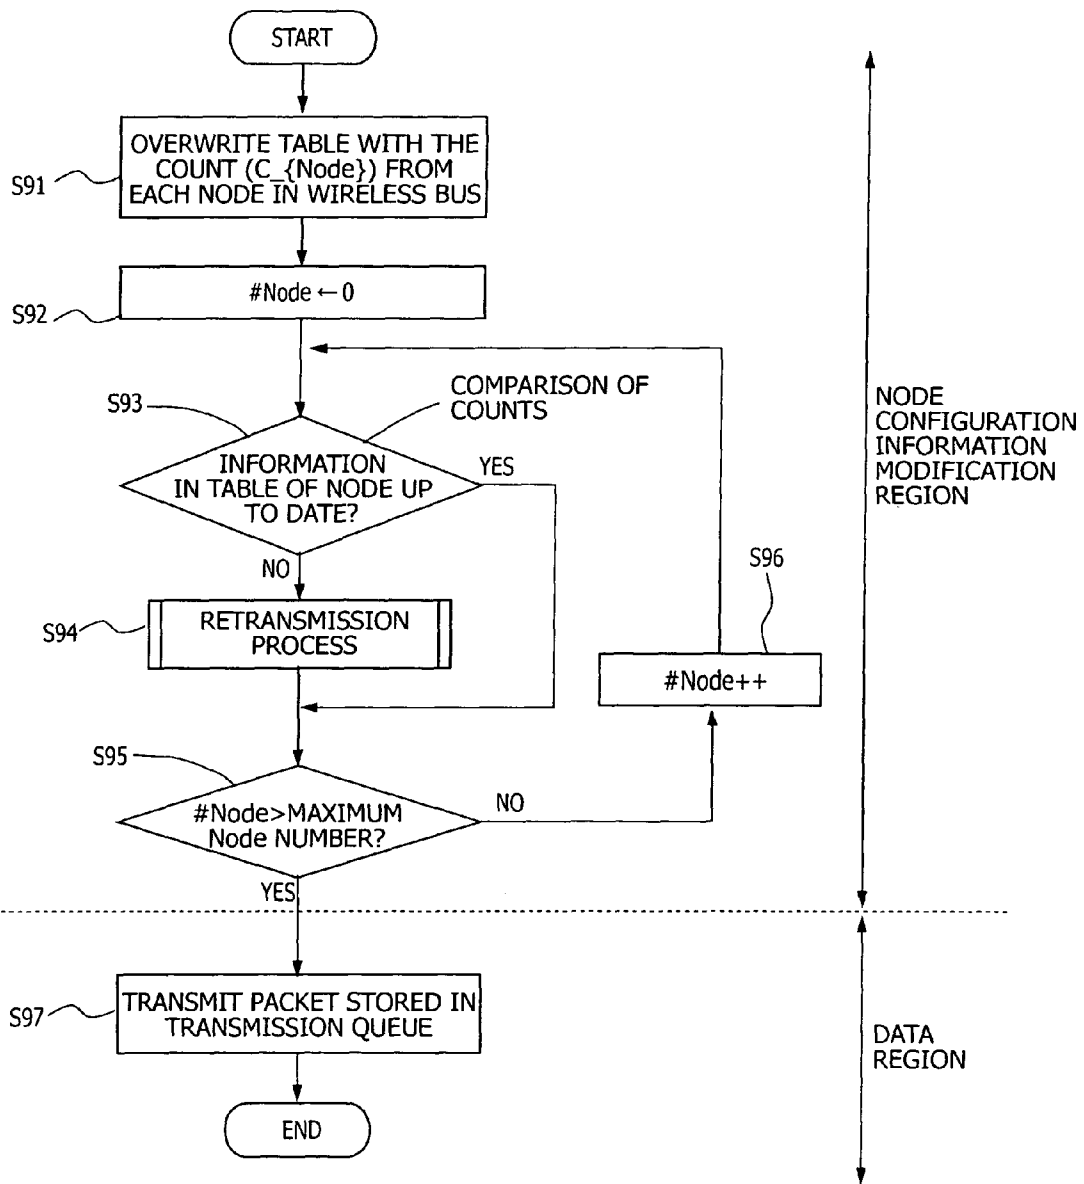 START
OVERWRITE TABLE WITH THE
COUNT (C_{Node}) FROM
EACH NODE IN WIRELESS BUS
S91
#Node ← 0
S92
COMPARISON OF
COUNTS
S93
INFORMATION
IN TABLE OF NODE UP
TO DATE?
YES
NO
NODE
CONFIGURATION
INFORMATION
MODIFICATION
REGION
S96
RETRANSMISSION
PROCESS
S94
#Node++
S95
#Node>MAXIMUM
Node NUMBER?
NO
YES
TRANSMIT PACKET STORED IN
TRANSMISSION QUEUE
S97
DATA
REGION
END